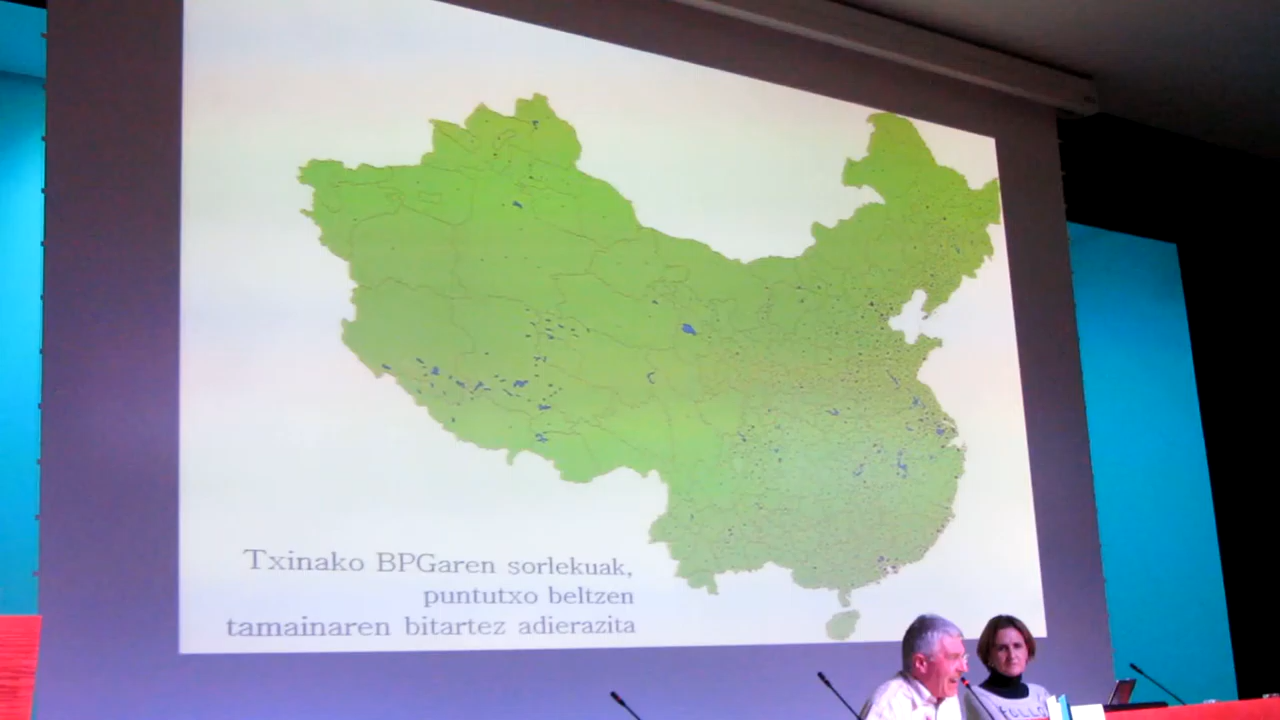 Txinako BPGaren sorlekuak,
puntutxo beltzen
tamainaren bitartez adierazita